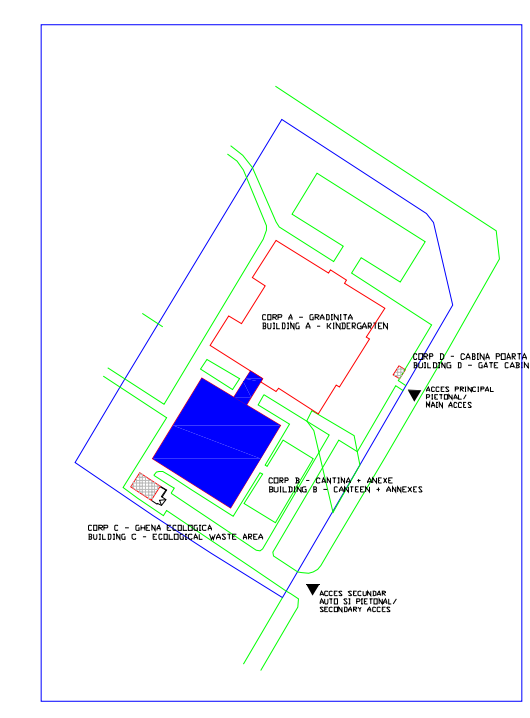 CORP A - GRADINITA
BUILDING A - KINDERGARTEN
CORP D - CABINA POARTA
BUILDING D - GATE CABIN
ACCES PRINCIPAL
PIETONAL/
MAIN ACCES
CORP B - CANTINA + ANEXE
BUILDING B - CANTEEN + ANNEXES
CORP C - GHENA ECOLOGICA
BUILDING C - ECOLOGICAL WASTE AREA
ACCES SECUNDAR
AUTO SI PIETONAL/
SECONDARY ACCES